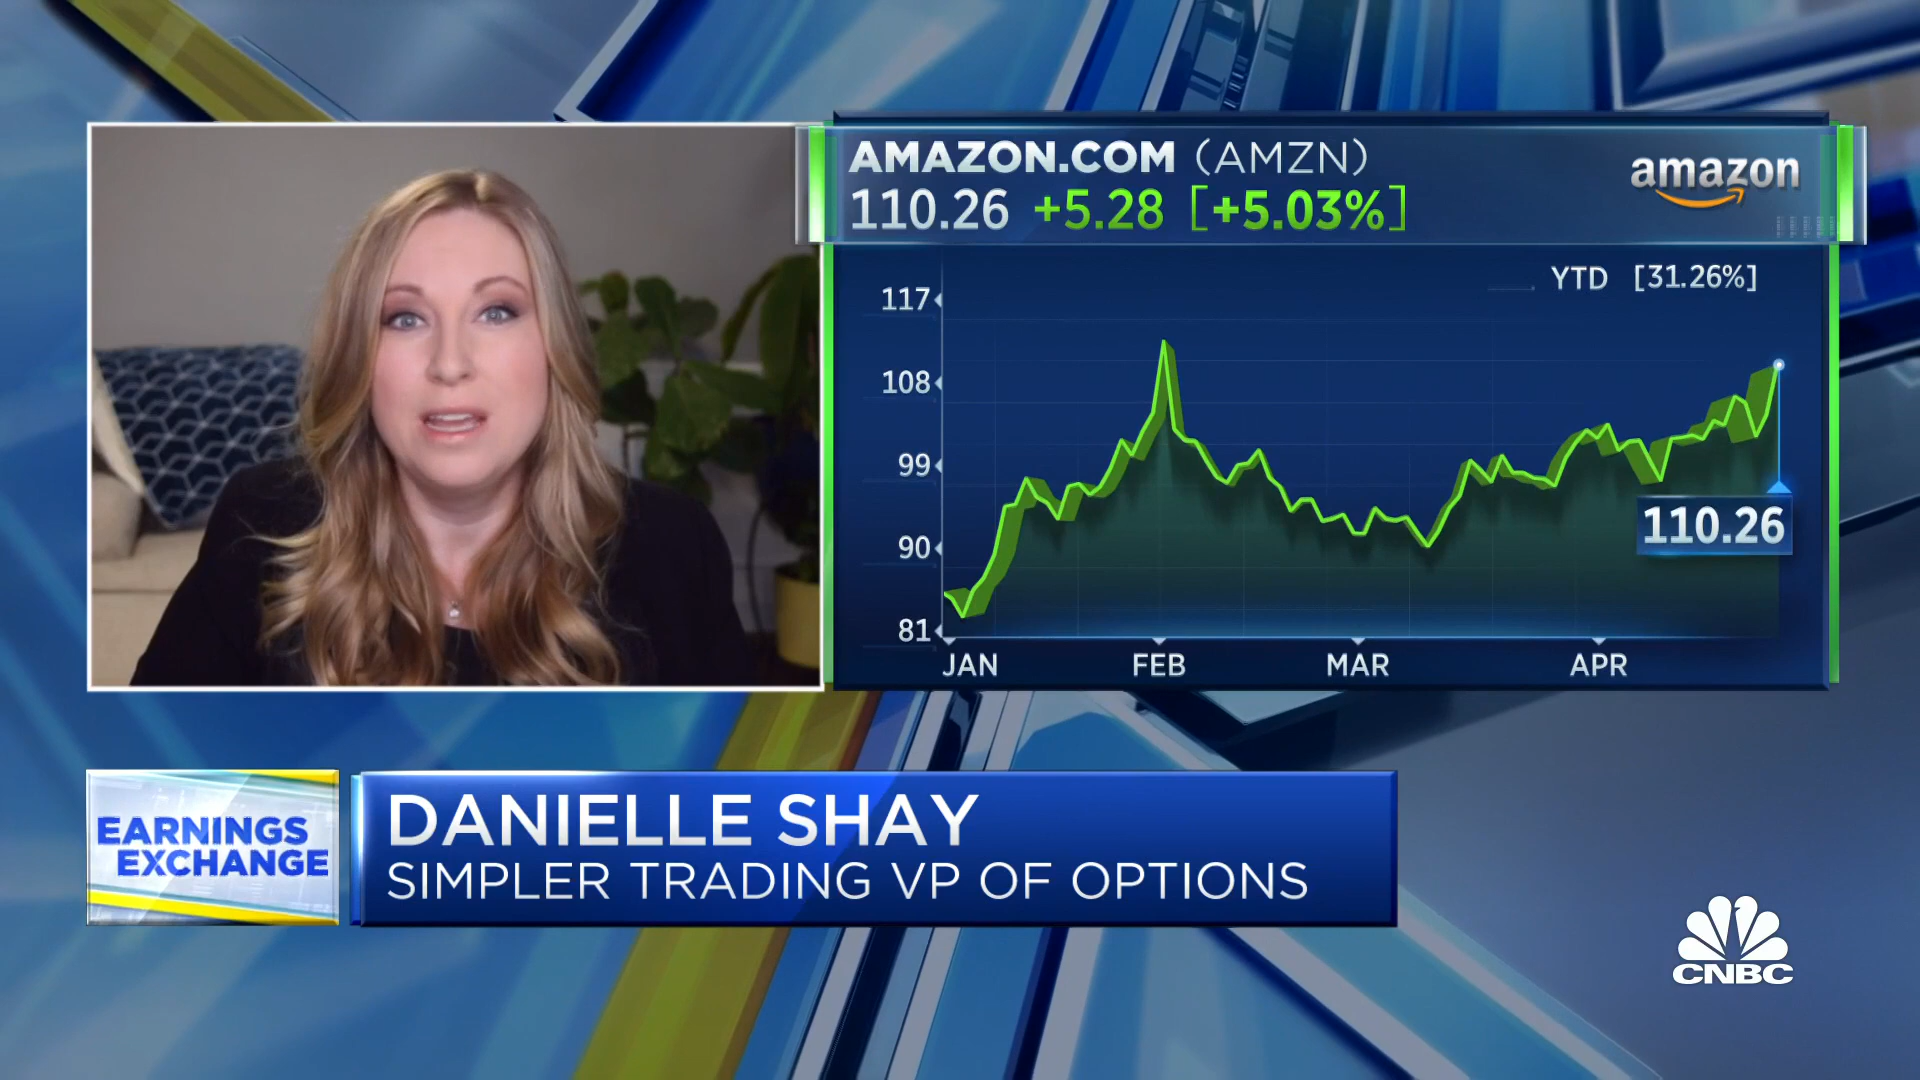 AMAZON.COM (AMZN)
110.26 +5.28 [+5.03%]
amazon
YTD [31.26%]
117
108
99
90
81
110.26
JAN FEB MAR APR
EARNINGS
EXCHANGE
DANIELLE SHAY
SIMPLER TRADING VP OF OPTIONS
CNBC